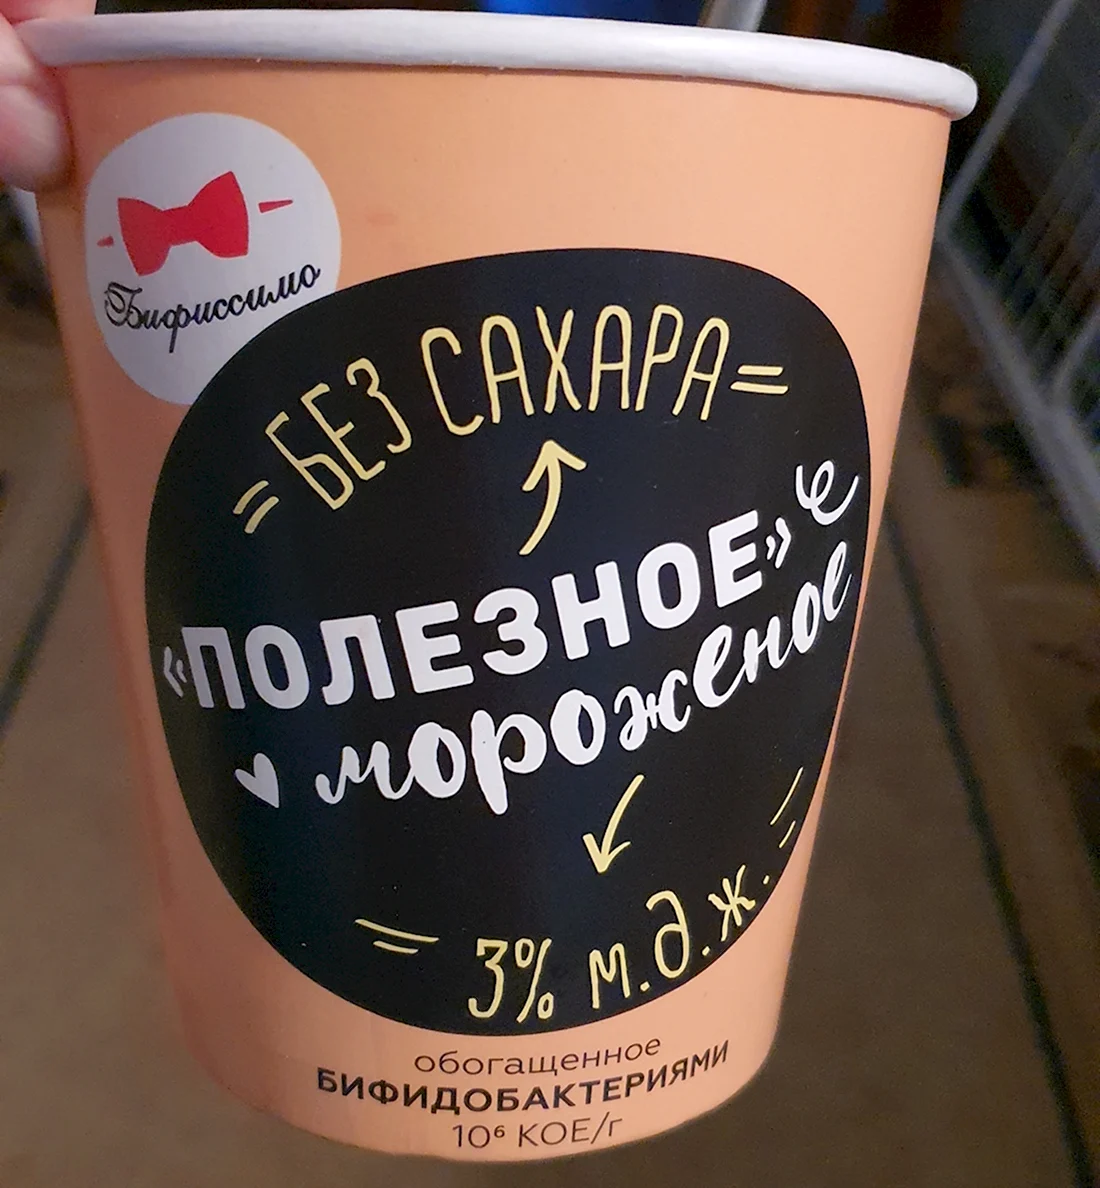 Бифиссимо
=БЕЗ САХАРА=
«ПОЛЕЗНОЕ»
мороженое
3% м.д.ж.
обогащенное
БИФИДОБАКТЕРИЯМИ
10⁶ КОЕ/г